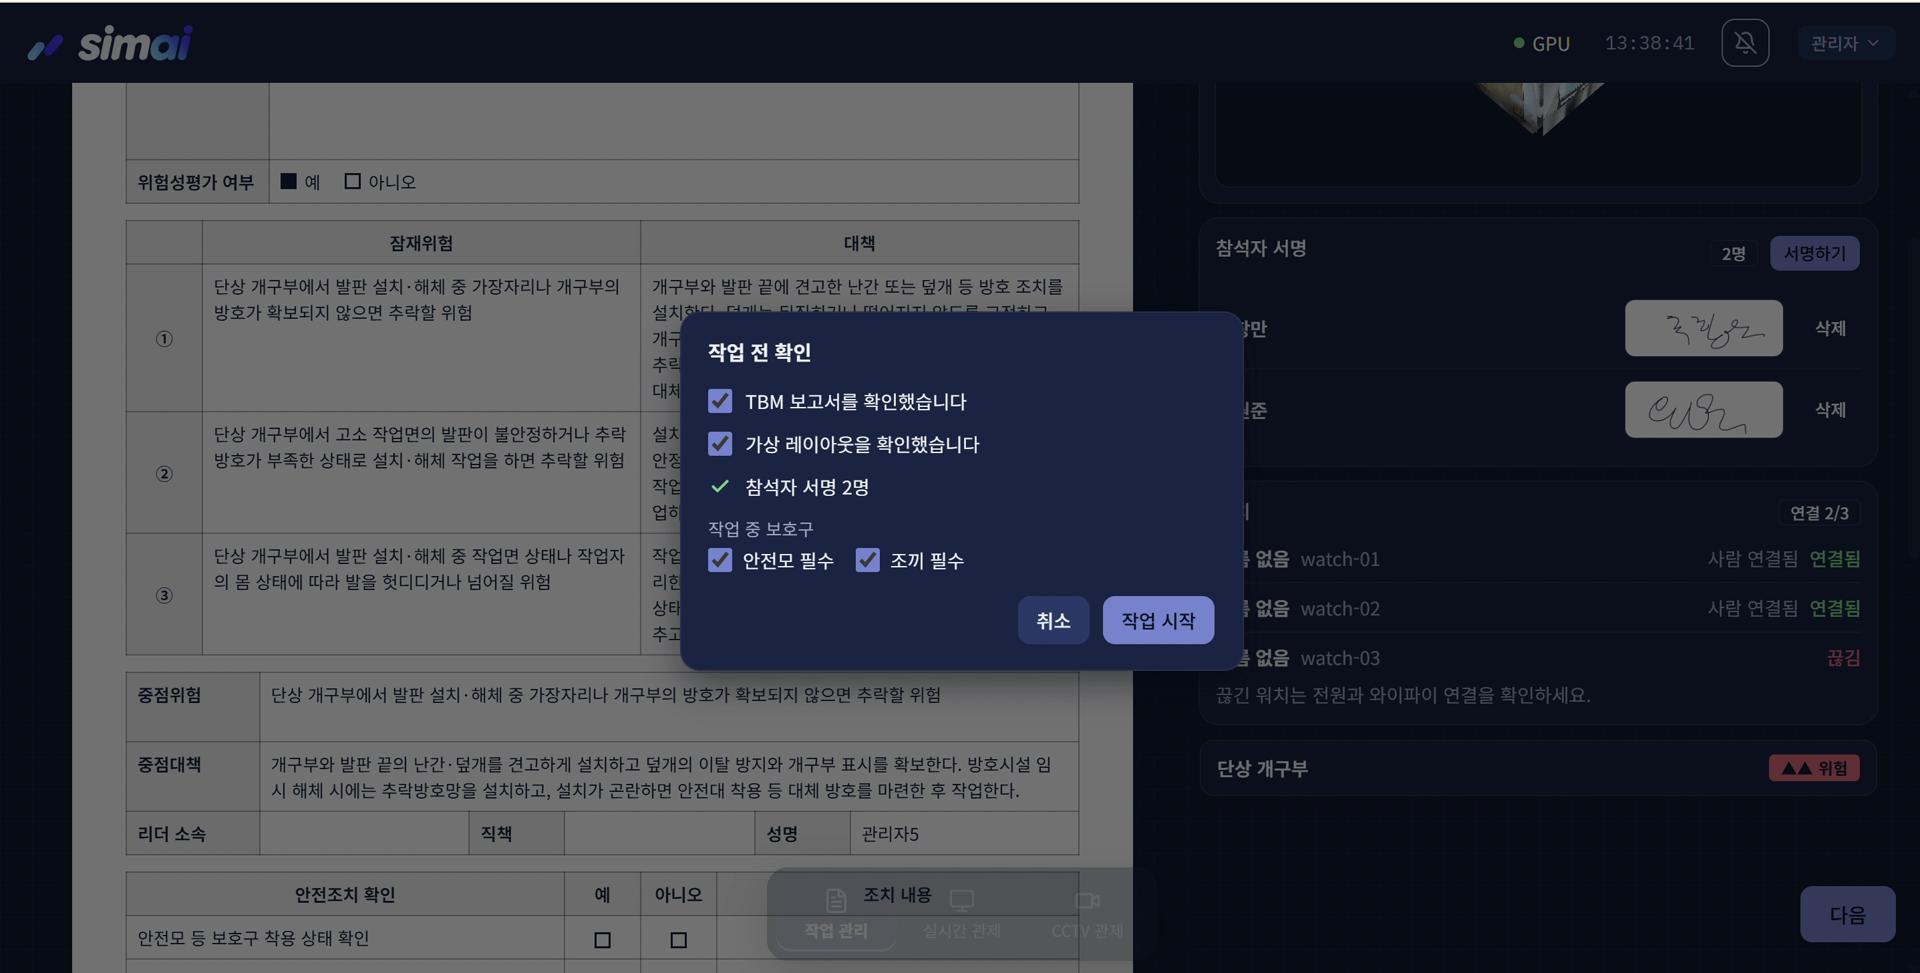 simai
GPU
13:38:41
관리자
위험성평가 여부 ■ 예 □ 아니오
잠재위험 대책
① 단상 개구부에서 발판 설치·해체 중 가장자리나 개구부의
방호가 확보되지 않으면 추락할 위험
개구부와 발판 끝에 견고한 난간 또는 덮개 등 방호 조치를
② 단상 개구부에서 고소 작업면의 발판이 불안정하거나 추락
방호가 부족한 상태로 설치·해체 작업을 하면 추락할 위험
③ 단상 개구부에서 발판 설치·해체 중 작업면 상태나 작업자
의 몸 상태에 따라 발을 헛디디거나 넘어질 위험
중점위험 단상 개구부에서 발판 설치·해체 중 가장자리나 개구부의 방호가 확보되지 않으면 추락할 위험
중점대책 개구부와 발판 끝의 난간·덮개를 견고하게 설치하고 덮개의 이탈 방지와 개구부 표시를 확보한다. 방호시설 임
시 해체 시에는 추락방호망을 설치하고, 설치가 곤란하면 안전대 착용 등 대체 방호를 마련한 후 작업한다.
리더 소속 직책 성명 관리자5
안전조치 확인 예 아니오 조치 내용
안전모 등 보호구 착용 상태 확인 □ □
작업 관리 실시간 관제 CCTV 관제
작업 전 확인
TBM 보고서를 확인했습니다
가상 레이아웃을 확인했습니다
참석자 서명 2명
작업 중 보호구
안전모 필수 조끼 필수
취소 작업 시작
참석자 서명 2명 서명하기
만 삭제
준 삭제
연결 2/3
없음 watch-01 사람 연결됨 연결됨
없음 watch-02 사람 연결됨 연결됨
없음 watch-03 끊김
끊긴 워치는 전원과 와이파이 연결을 확인하세요.
단상 개구부 ▲▲ 위험
다음